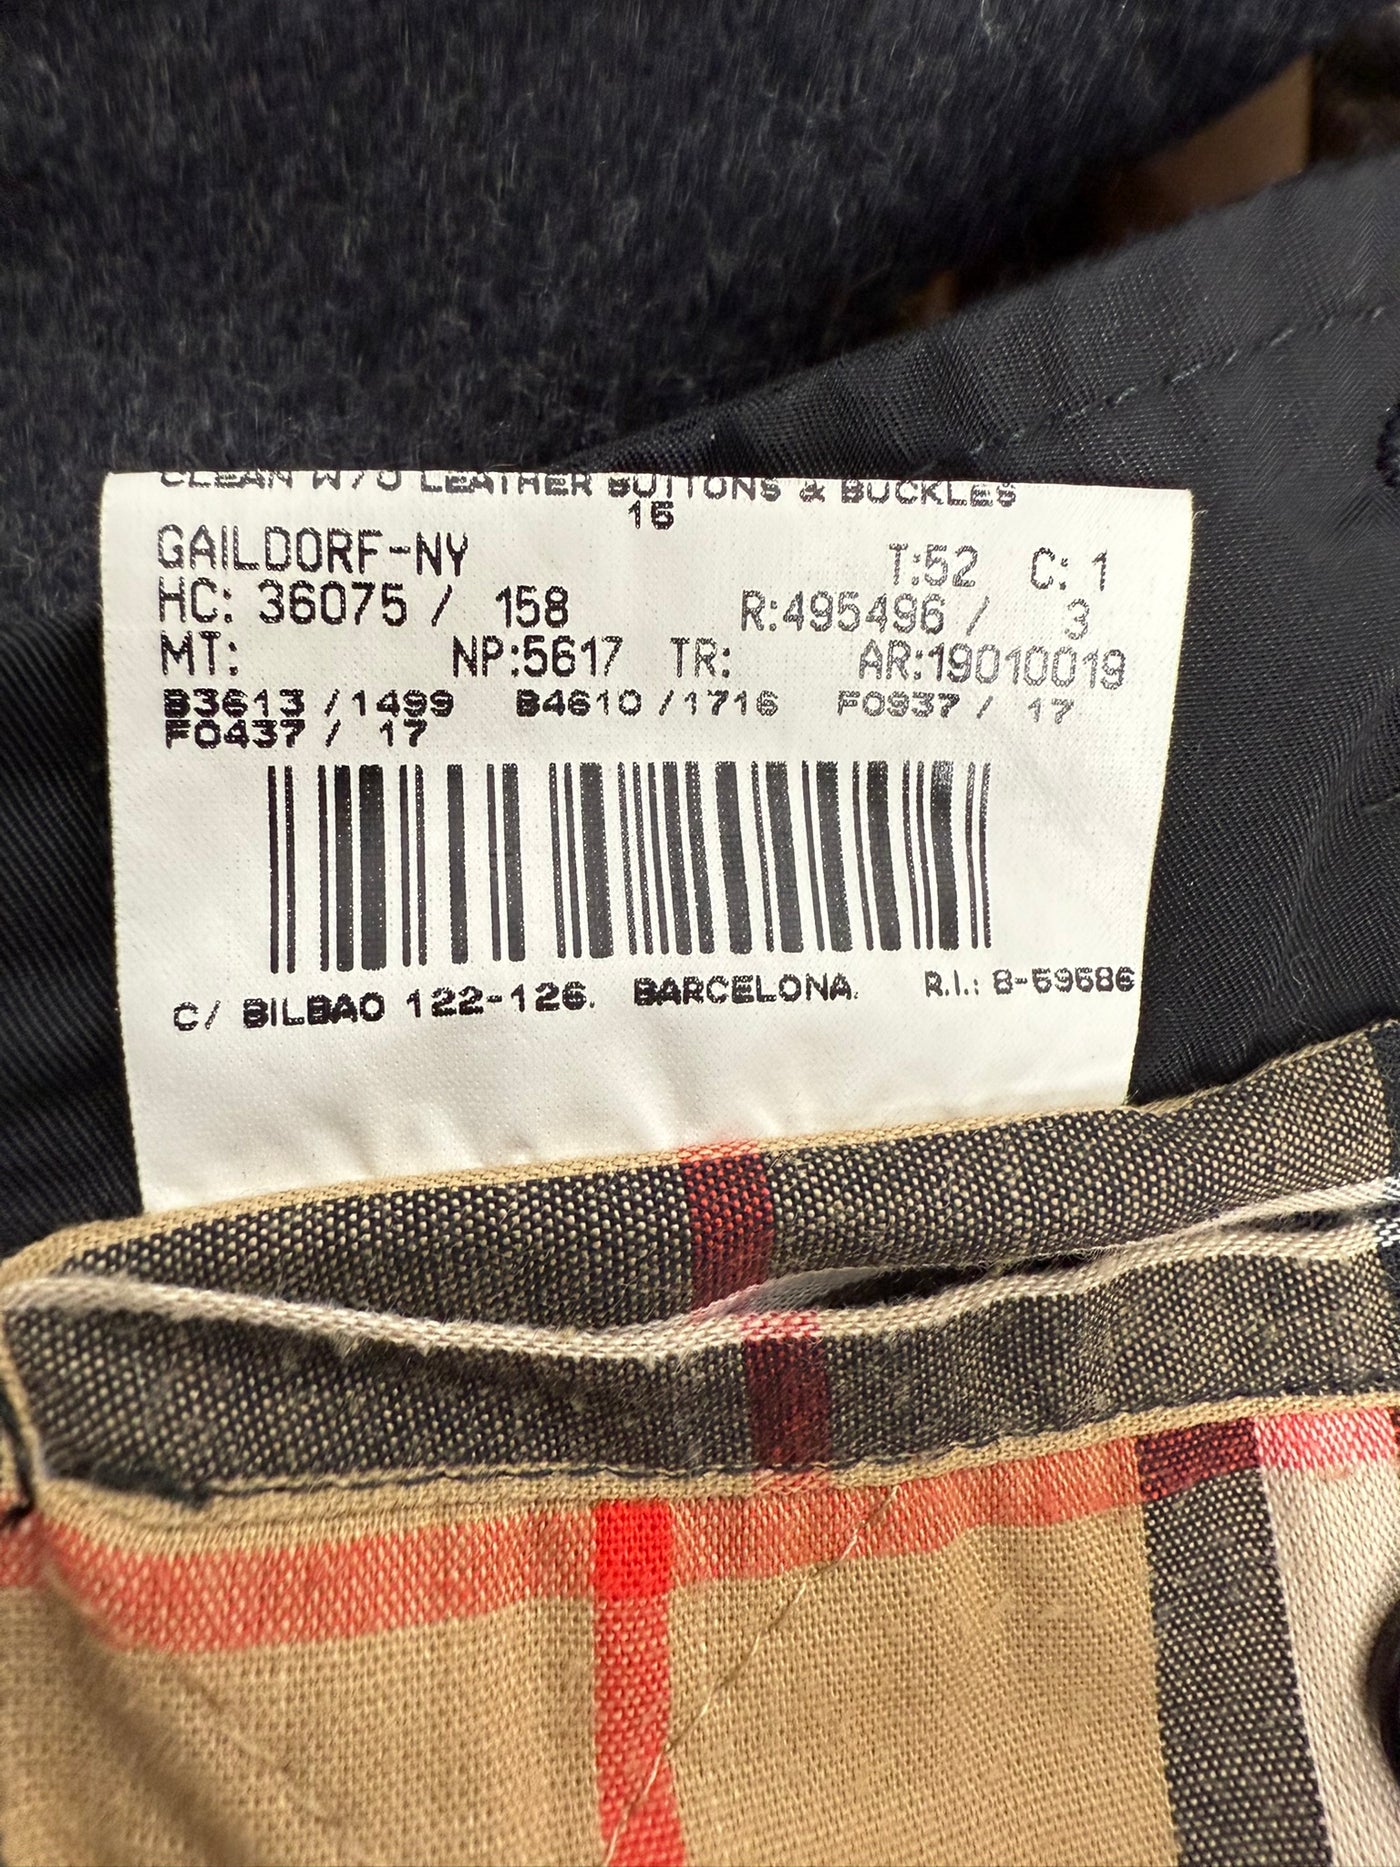 CLEAN W/O LEATHER BUTTONS & BUCKLES
15
GAILDORF-NY T:52 C: 1
HC: 36075 / 158 R:495496 / 3
MT: NP:5617 TR: AR:19010019
B3613 /1499 B4610 /1716 F0937 / 17
F0437 / 17
C/ BILBAO 122-126. BARCELONA. R.I.: 8-59686